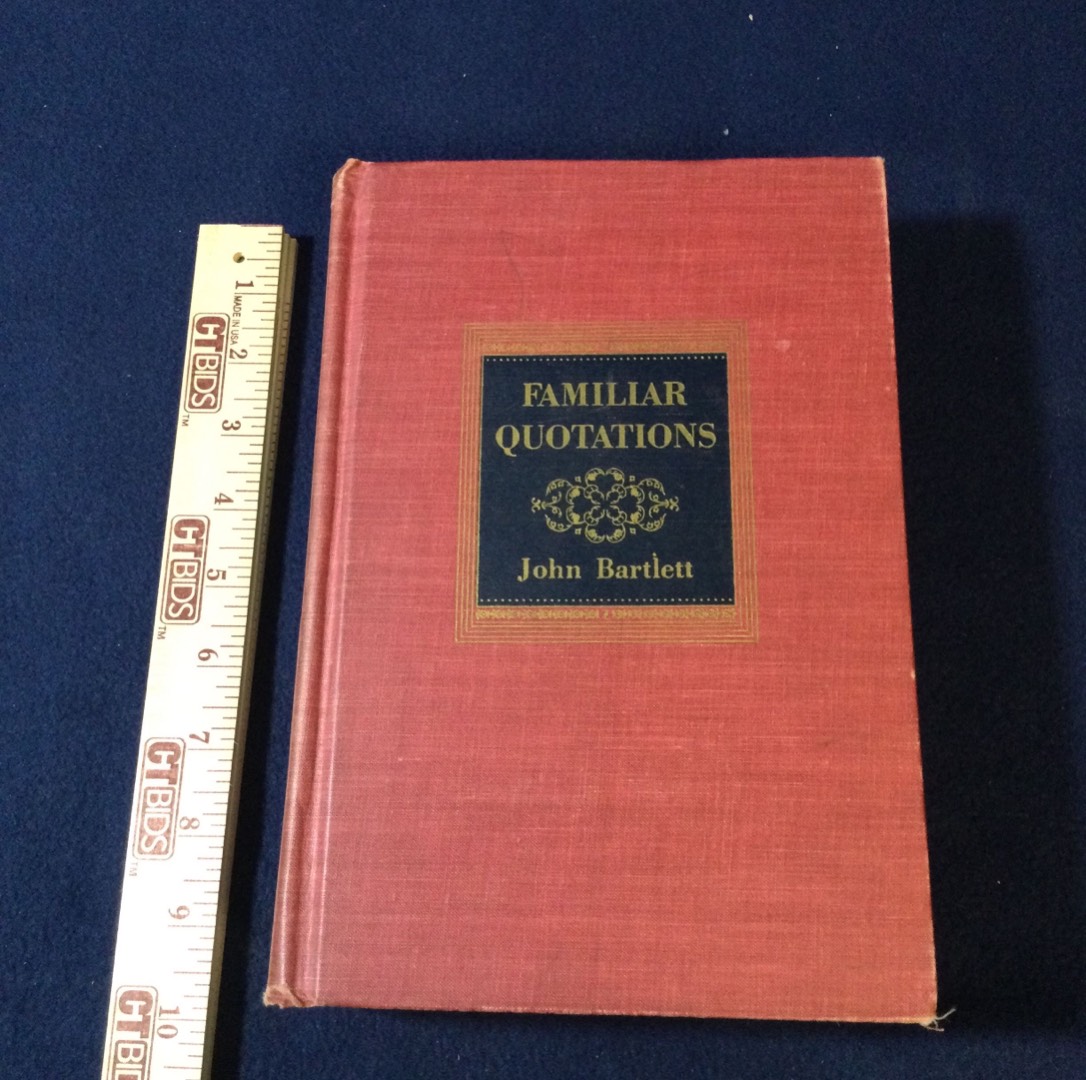 1
MADE IN USA
2
CTBIDS
TM
3
4
CTBIDS
TM
5
6
7
CTBIDS
TM
8
9
10
CTBIDS
FAMILIAR
QUOTATIONS
John Bartlett